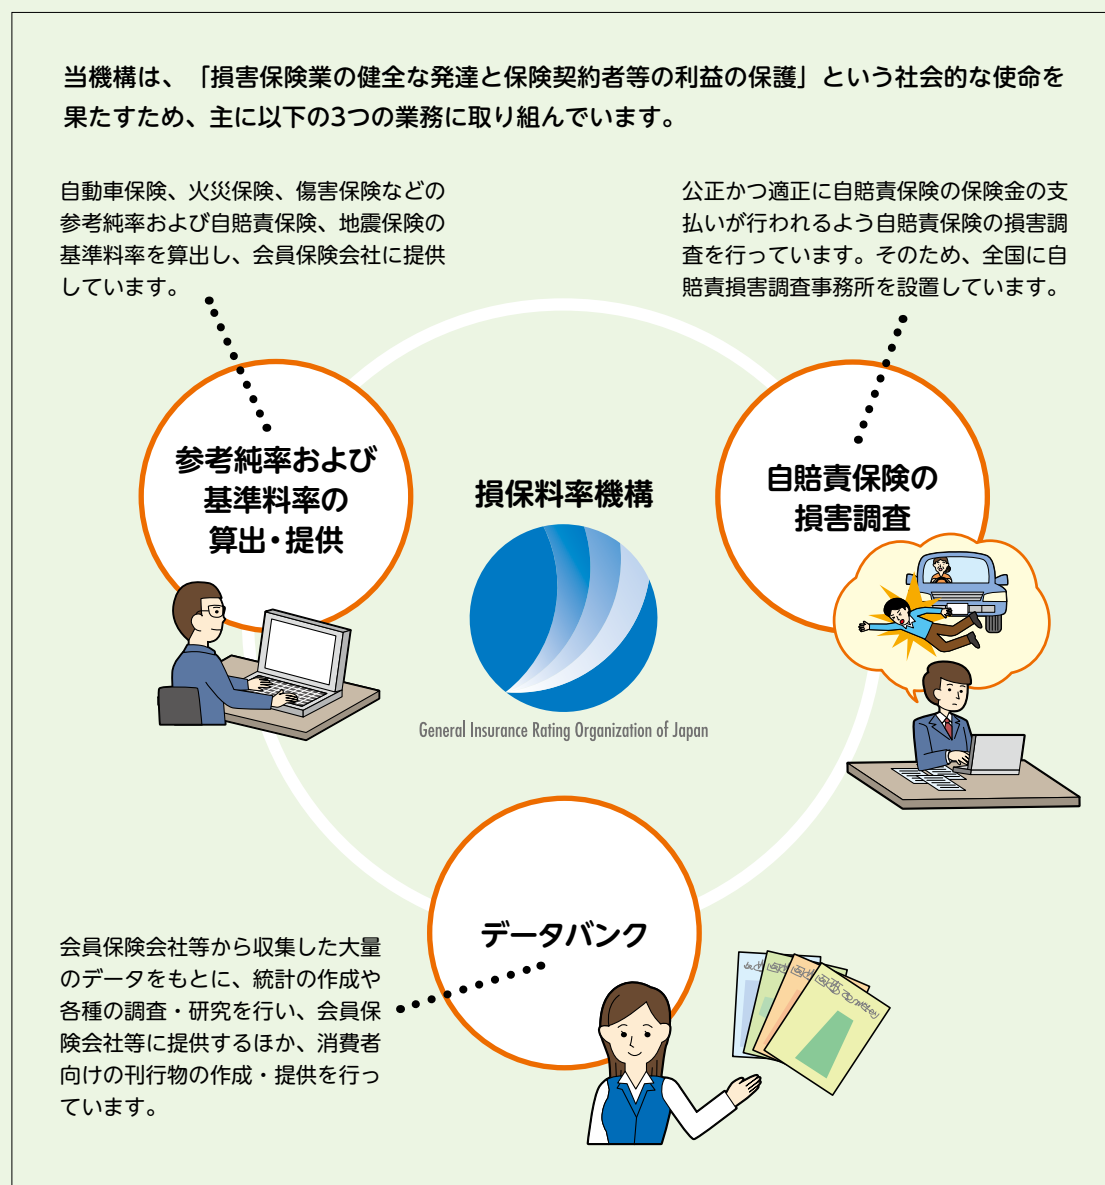 当機構は、「損害保険業の健全な発達と保険契約者等の利益の保護」という社会的な使命を
果たすため、主に以下の3つの業務に取り組んでいます。
自動車保険、火災保険、傷害保険などの
参考純率および自賠責保険、地震保険の
基準料率を算出し、会員保険会社に提供
しています。
公正かつ適正に自賠責保険の保険金の支
払いが行われるよう自賠責保険の損害調
査を行っています。そのため、全国に自
賠責損害調査事務所を設置しています。
参考純率および
基準料率の
算出・提供
損保料率機構
General Insurance Rating Organization of Japan
自賠責保険の
損害調査
データバンク
会員保険会社等から収集した大量
のデータをもとに、統計の作成や
各種の調査・研究を行い、会員保
険会社等に提供するほか、消費者
向けの刊行物の作成・提供を行っ
ています。